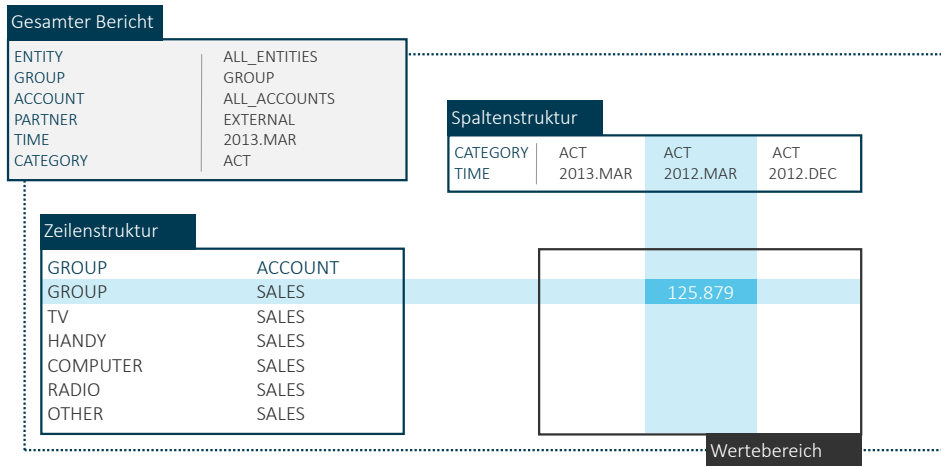 Gesamter Bericht
ENTITY ALL_ENTITIES
GROUP GROUP
ACCOUNT ALL_ACCOUNTS
PARTNER EXTERNAL
TIME 2013.MAR
CATEGORY ACT
Spaltenstruktur
CATEGORY ACT ACT ACT
TIME 2013.MAR 2012.MAR 2012.DEC
Zeilenstruktur
GROUP ACCOUNT
GROUP SALES 125.879
TV SALES
HANDY SALES
COMPUTER SALES
RADIO SALES
OTHER SALES
Wertebereich